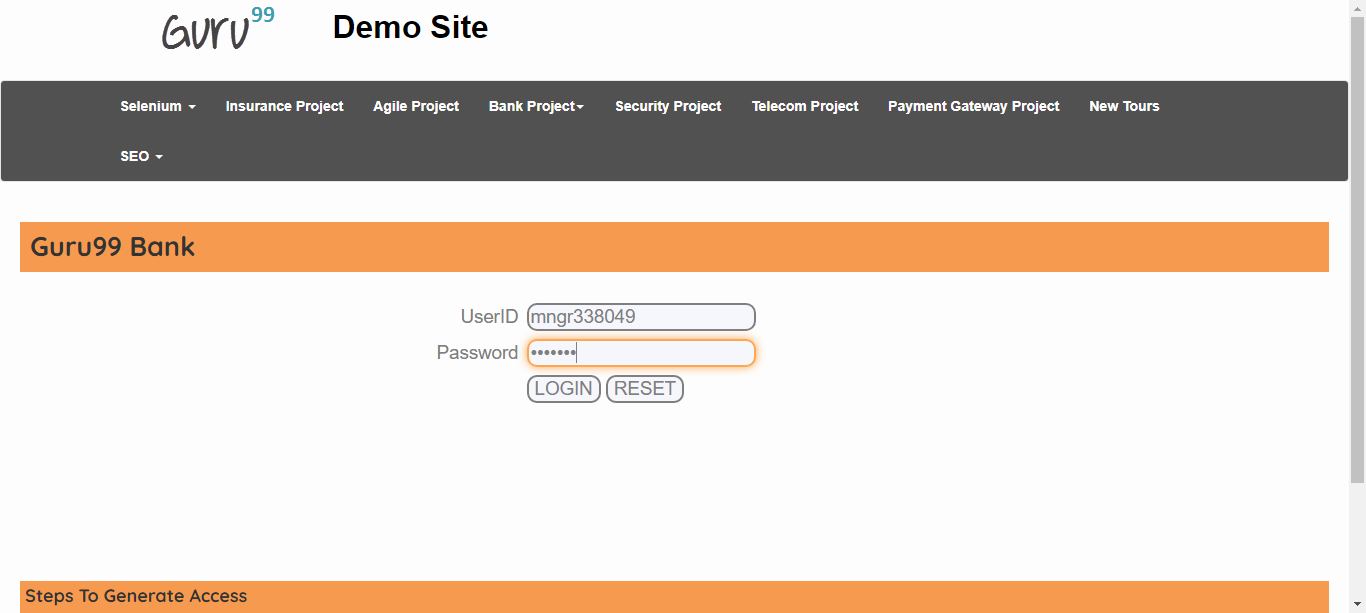 Guru99
Demo Site
Selenium Insurance Project Agile Project Bank Project Security Project Telecom Project Payment Gateway Project New Tours
SEO
Guru99 Bank
UserID mngr338049
Password •••••••
LOGIN RESET
Steps To Generate Access